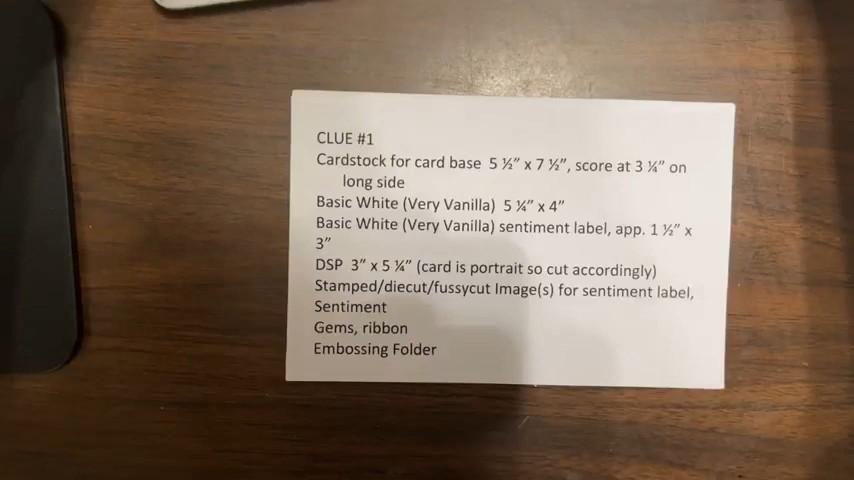 CLUE #1
Cardstock for card base 5 ½” x 7 ½”, score at 3 ¼” on
long side
Basic White (Very Vanilla) 5 ¼” x 4”
Basic White (Very Vanilla) sentiment label, app. 1 ½” x
3”
DSP 3” x 5 ¼” (card is portrait so cut accordingly)
Stamped/diecut/fussycut Image(s) for sentiment label,
Sentiment
Gems, ribbon
Embossing Folder